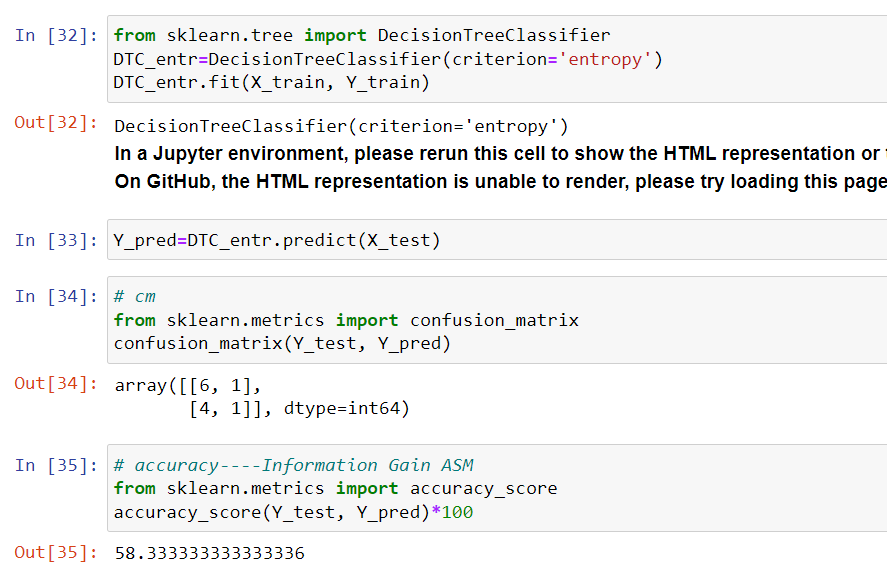 In [32]: from sklearn.tree import DecisionTreeClassifier
DTC_entr=DecisionTreeClassifier(criterion='entropy')
DTC_entr.fit(X_train, Y_train)
Out[32]: DecisionTreeClassifier(criterion='entropy')
In a Jupyter environment, please rerun this cell to show the HTML representation or
On GitHub, the HTML representation is unable to render, please try loading this page
In [33]: Y_pred=DTC_entr.predict(X_test)
In [34]: # cm
from sklearn.metrics import confusion_matrix
confusion_matrix(Y_test, Y_pred)
Out[34]: array([[6, 1],
[4, 1]], dtype=int64)
In [35]: # accuracy----Information Gain ASM
from sklearn.metrics import accuracy_score
accuracy_score(Y_test, Y_pred)*100
Out[35]: 58.333333333333336